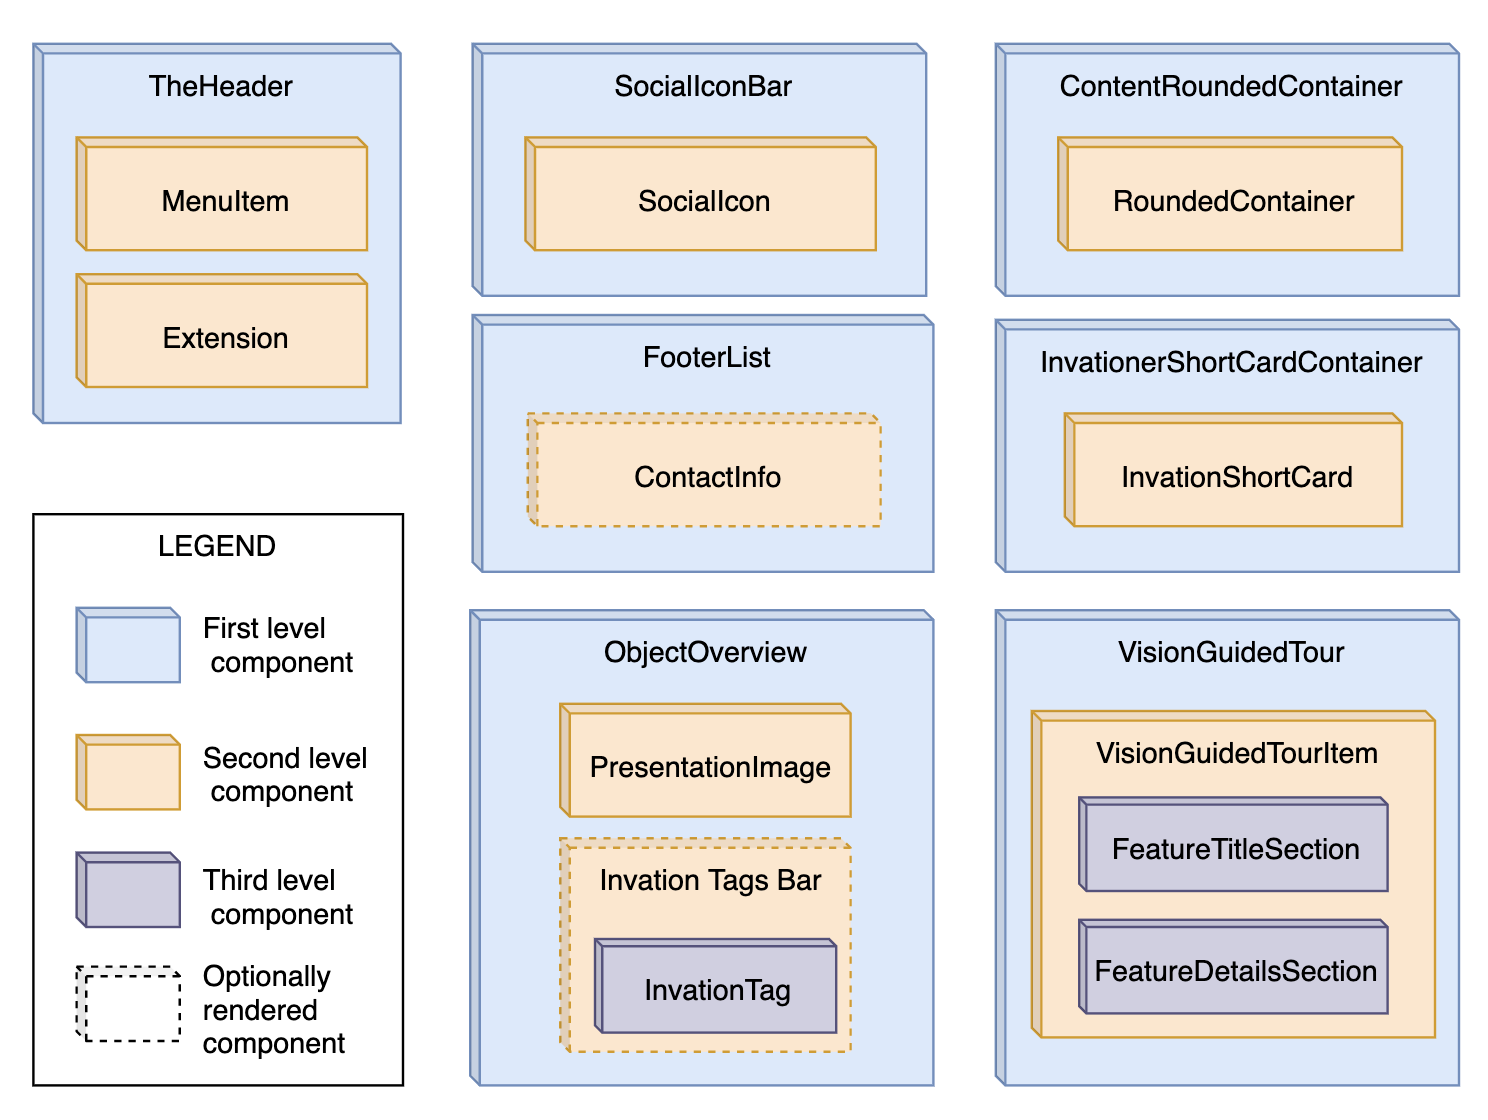 TheHeader
MenuItem
Extension
SocialIconBar
SocialIcon
ContentRoundedContainer
RoundedContainer
FooterList
ContactInfo
InvationerShortCardContainer
InvationShortCard
LEGEND
First level
component
Second level
component
Third level
component
Optionally
rendered
component
ObjectOverview
PresentationImage
Invation Tags Bar
InvationTag
VisionGuidedTour
VisionGuidedTourItem
FeatureTitleSection
FeatureDetailsSection